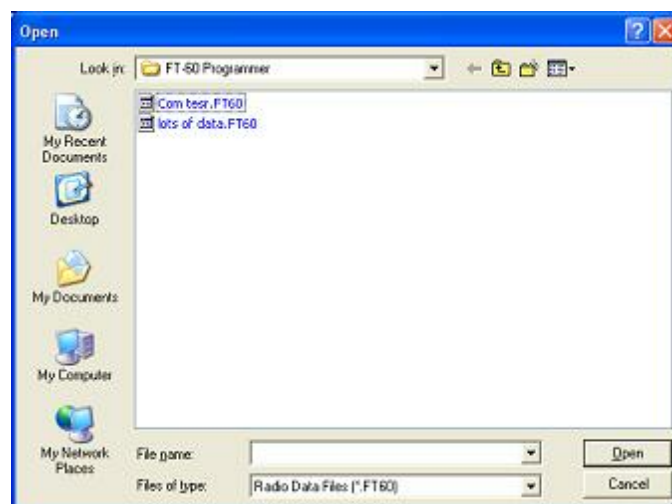 Open
Look in: FT-60 Programmer
Com tesr.FT60
lots of data.FT60
My Recent
Documents
Desktop
My Documents
My Computer
My Network
Places
File name:
Open
Files of type: Radio Data Files (*.FT60)
Cancel